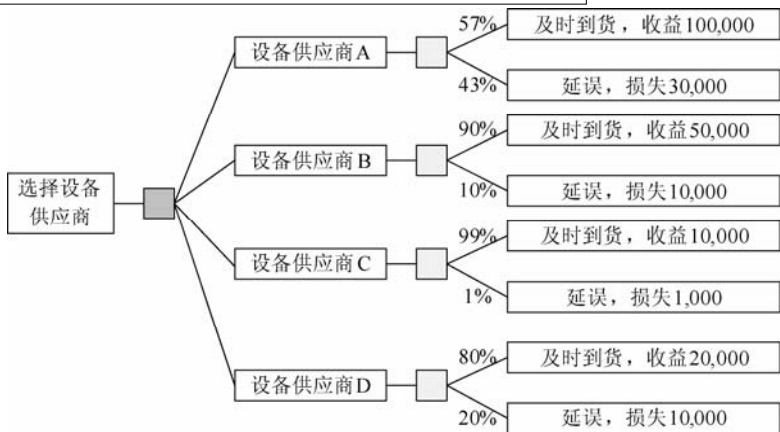 57%
及时到货，收益100,000
设备供应商A
43%
延误，损失30,000
90%
及时到货，收益50,000
设备供应商B
10%
延误，损失10,000
选择设备
供应商
99%
及时到货，收益10,000
设备供应商C
1%
延误，损失1,000
80%
及时到货，收益20,000
设备供应商D
20%
延误，损失10,000